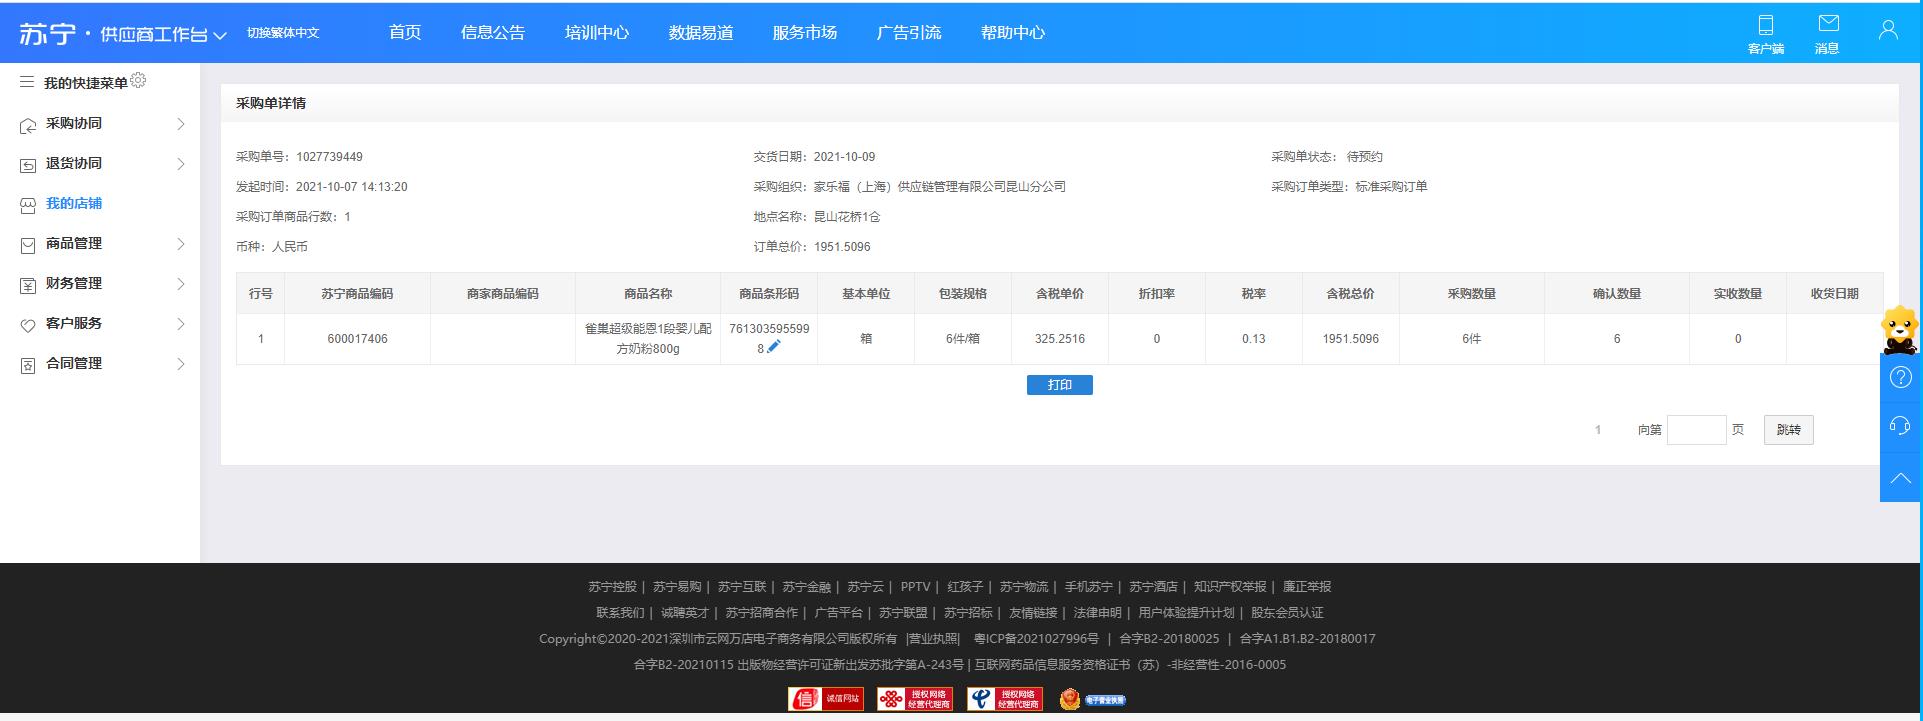 苏宁 · 供应商工作台 切换繁体中文 首页 信息公告 培训中心 数据易道 服务市场 广告引流 帮助中心 客户端 消息
我的快捷菜单
采购协同
退货协同
我的店铺
商品管理
财务管理
客户服务
合同管理
采购单详情
采购单号：1027739449 交货日期：2021-10-09 采购单状态： 待预约
发起时间：2021-10-07 14:13:20 采购组织：家乐福（上海）供应链管理有限公司昆山分公司 采购订单类型：标准采购订单
采购订单商品行数：1 地点名称：昆山花桥1仓
币种：人民币 订单总价：1951.5096
行号 苏宁商品编码 商家商品编码 商品名称 商品条形码 基本单位 包装规格 含税单价 折扣率 税率 含税总价 采购数量 确认数量 实收数量 收货日期
1 600017406 雀巢超级能恩1段婴儿配方奶粉800g 7613035955998 箱 6件/箱 325.2516 0 0.13 1951.5096 6件 6 0
打印
1 向第 页 跳转
苏宁控股 | 苏宁易购 | 苏宁互联 | 苏宁金融 | 苏宁云 | PPTV | 红孩子 | 苏宁物流 | 手机苏宁 | 苏宁酒店 | 知识产权举报 | 廉正举报
联系我们 | 诚聘英才 | 苏宁招商合作 | 广告平台 | 苏宁联盟 | 苏宁招标 | 友情链接 | 法律申明 | 用户体验提升计划 | 股东会员认证
Copyright©2020-2021深圳市云网万店电子商务有限公司版权所有 |营业执照| 粤ICP备2021027996号 | 合字B2-20180025 | 合字A1.B1.B2-20180017
合字B2-20210115 出版物经营许可证新出发苏批字第A-243号 | 互联网药品信息服务资格证书（苏）-非经营性-2016-0005
信 诚信网站 授权网络经营代理商 授权网络经营代理商 电子营业执照